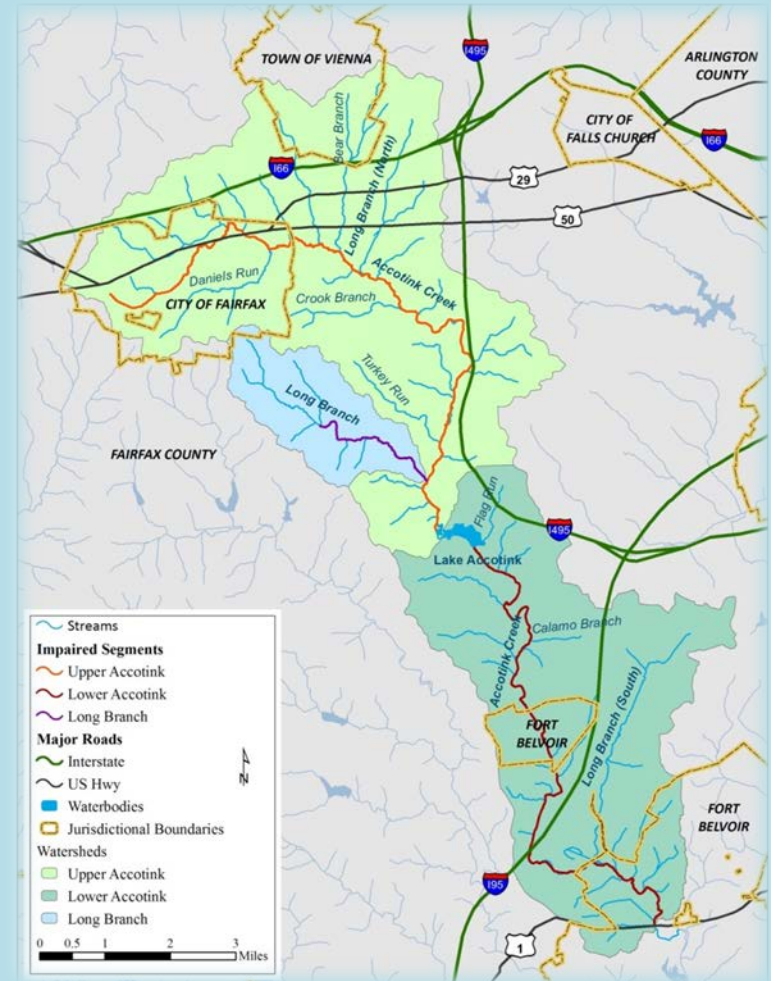 TOWN OF VIENNA
I495
ARLINGTON
COUNTY
CITY OF
FALLS CHURCH
I66
Bear Branch
Long Branch (North)
I66
29
50
Accotink Creek
Daniels Run
CITY OF FAIRFAX
Crook Branch
Turkey Run
Long Branch
FAIRFAX COUNTY
Flag Run
I495
Lake Accotink
Calamo Branch
Accotink Creek
Long Branch (South)
FORT
BELVOIR
FORT
BELVOIR
I95
1
Streams
Impaired Segments
Upper Accotink
Lower Accotink
Long Branch
Major Roads
Interstate
US Hwy
Waterbodies
Jurisdictional Boundaries
Watersheds
Upper Accotink
Lower Accotink
Long Branch
N
0 0.5 1 2 3
Miles